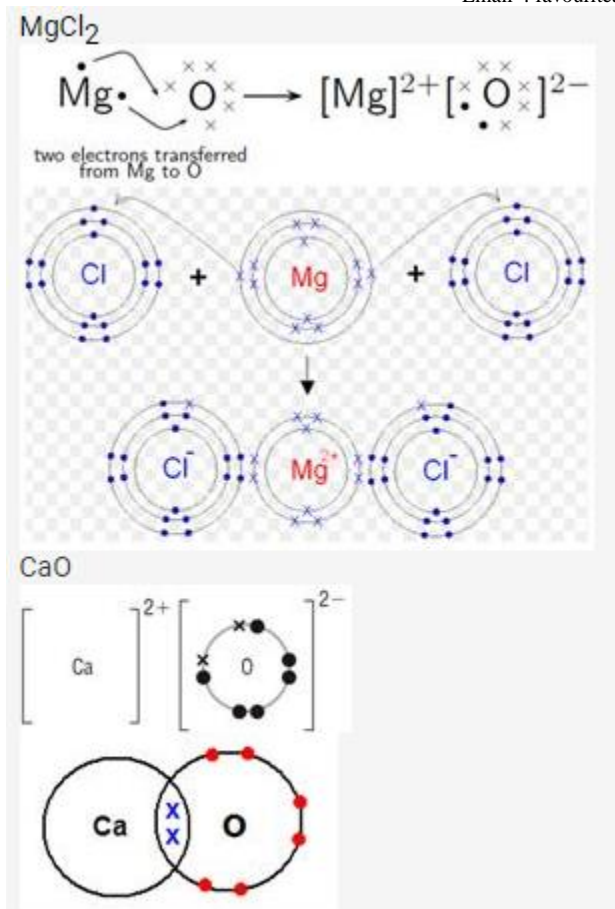 MgCl2
Mg O → [Mg]2+[ O ]2−
two electrons transferred
from Mg to O
Cl + Mg + Cl
Cl- Mg2+ Cl-
CaO
[ Ca ]2+ [ O ]2−
Ca x x O